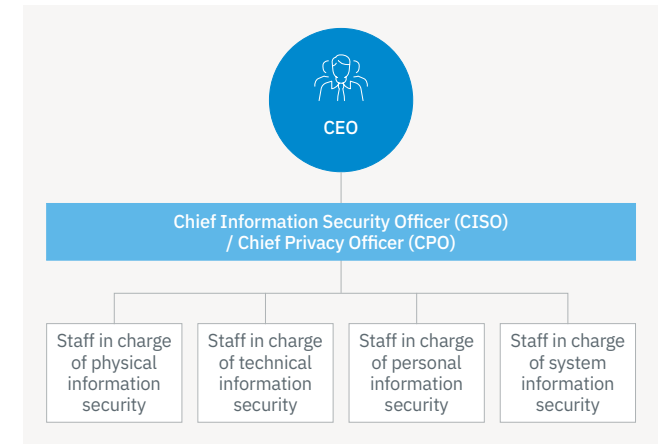 CEO
Chief Information Security Officer (CISO)
/ Chief Privacy Officer (CPO)
Staff in charge
of physical
information
security
Staff in charge
of technical
information
security
Staff in charge
of personal
information
security
Staff in charge
of system
information
security